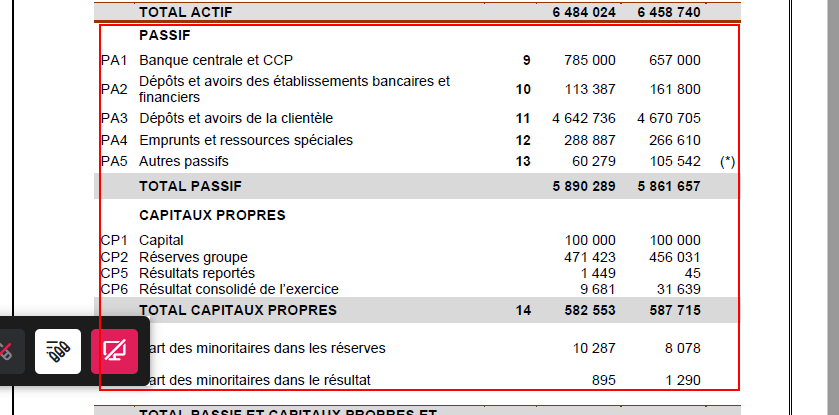 TOTAL ACTIF 6 484 024 6 458 740
PASSIF
PA1 Banque centrale et CCP 9 785 000 657 000
PA2 Dépôts et avoirs des établissements bancaires et financiers 10 113 387 161 800
PA3 Dépôts et avoirs de la clientèle 11 4 642 736 4 670 705
PA4 Emprunts et ressources spéciales 12 288 887 266 610
PA5 Autres passifs 13 60 279 105 542 (*)
TOTAL PASSIF 5 890 289 5 861 657
CAPITAUX PROPRES
CP1 Capital 100 000 100 000
CP2 Réserves groupe 471 423 456 031
CP5 Résultats reportés 1 449 45
CP6 Résultat consolidé de l'exercice 9 681 31 639
TOTAL CAPITAUX PROPRES 14 582 553 587 715
art des minoritaires dans les réserves 10 287 8 078
art des minoritaires dans le résultat 895 1 290
TOTAL PASSIF ET CAPITAUX PROPRES ET